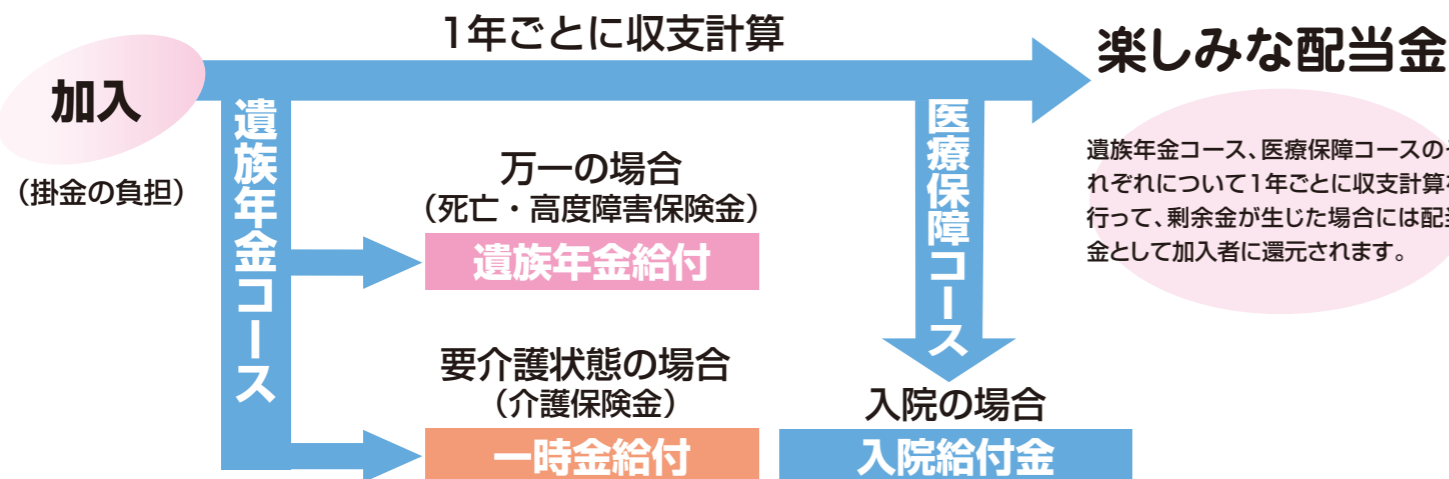 1年ごとに収支計算
楽しみな配当金
加入
(掛金の負担)
遺族年金コース
万一の場合
(死亡・高度障害保険金)
遺族年金給付
要介護状態の場合
(介護保険金)
一時金給付
医療保障コース
入院の場合
入院給付金
遺族年金コース、医療保障コースのそ
れぞれについて1年ごとに収支計算を
行って、剰余金が生じた場合には配当
金として加入者に還元されます。